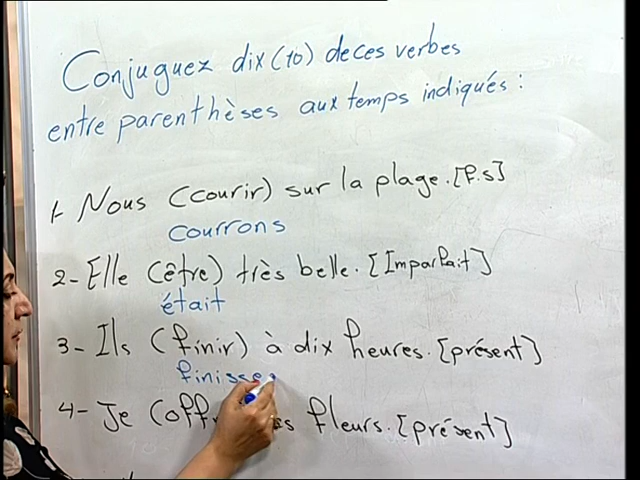 Conjuguez dix (10) de ces verbes
entre parenthèses aux temps indiqués :
1- Nous (courir) sur la plage. [f.s]
courrons
2- Elle (être) très belle. [Imparfait]
était
3- Ils (finir) à dix heures. [présent]
finisse
4- Je fleurs. [présent]